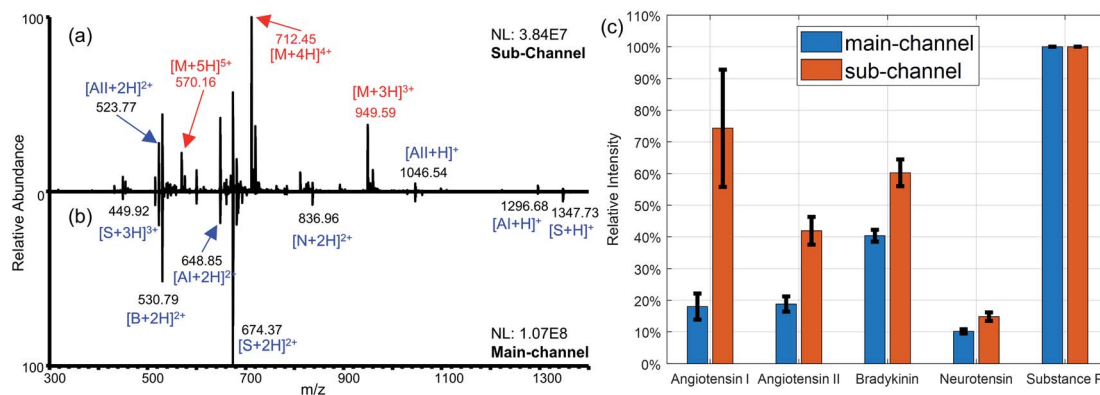 (a)
100
Relative Abundance
0
100
[AII+2H]²⁺
523.77
[M+5H]⁵⁺
570.16
712.45
[M+4H]⁴⁺
NL: 3.84E7
Sub-Channel
[M+3H]³⁺
949.59
[AII+H]⁺
1046.54
(b)
449.92
[S+3H]³⁺
530.79
[B+2H]²⁺
648.85
[AI+2H]²⁺
674.37
[S+2H]²⁺
836.96
[N+2H]²⁺
1296.68
[AI+H]⁺
1347.73
[S+H]⁺
NL: 1.07E8
Main-channel
300 500 700 900 1100 1300
m/z
(c)
110%
100%
90%
80%
70%
60%
50%
40%
30%
20%
10%
0%
Relative Intensity
main-channel
sub-channel
Angiotensin I Angiotensin II Bradykinin Neurotensin Substance P